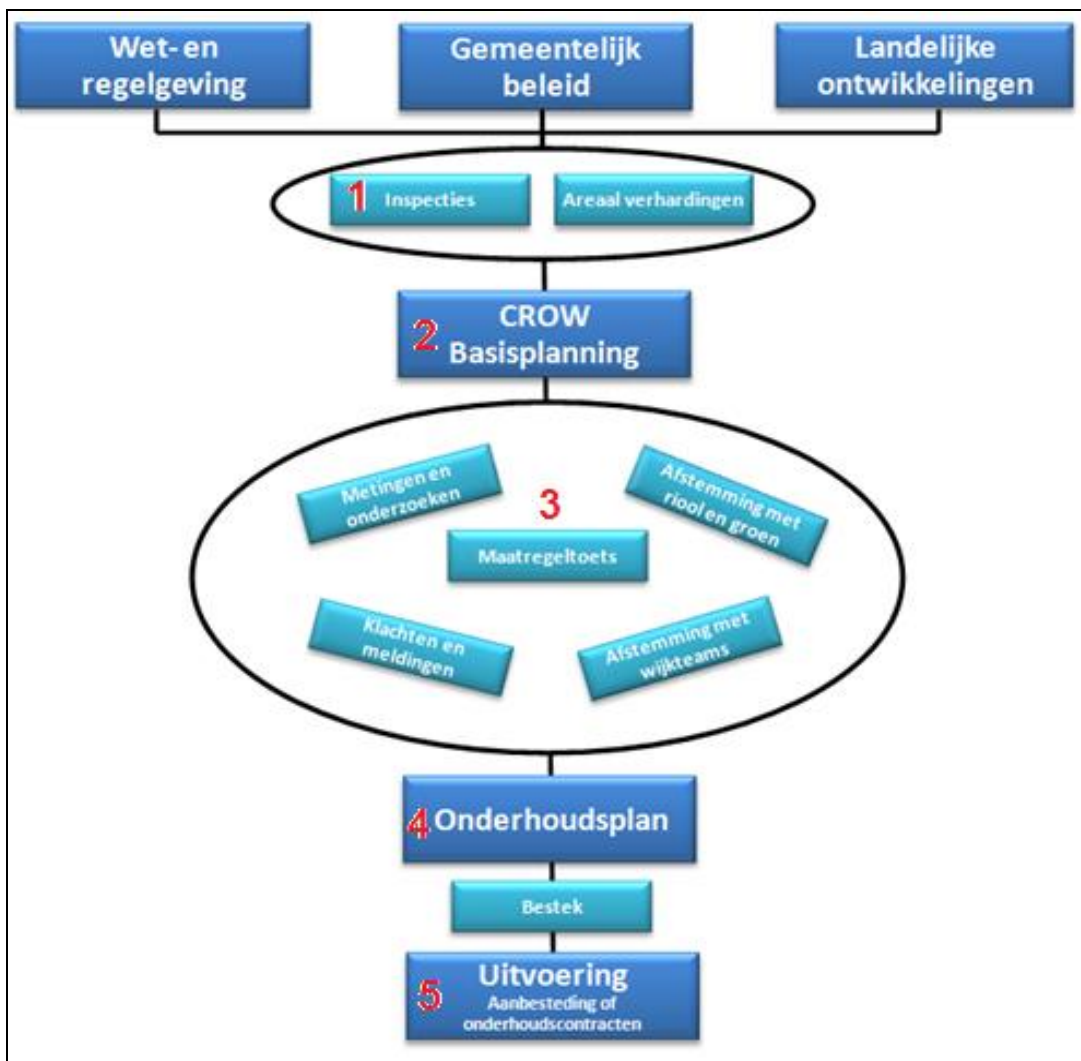 Wet- en
regelgeving
Gemeentelijk
beleid
Landelijke
ontwikkelingen
1
Inspecties
Areaal verhardingen
2
CROW
Basisplanning
Metingen en
onderzoeken
3
Afstemming met
riool en groen
Maatregeltoets
Klachten en
meldingen
Afstemming met
wijkteams
4
Onderhoudsplan
Bestek
5
Uitvoering
Aanbesteding of
onderhoudscontracten